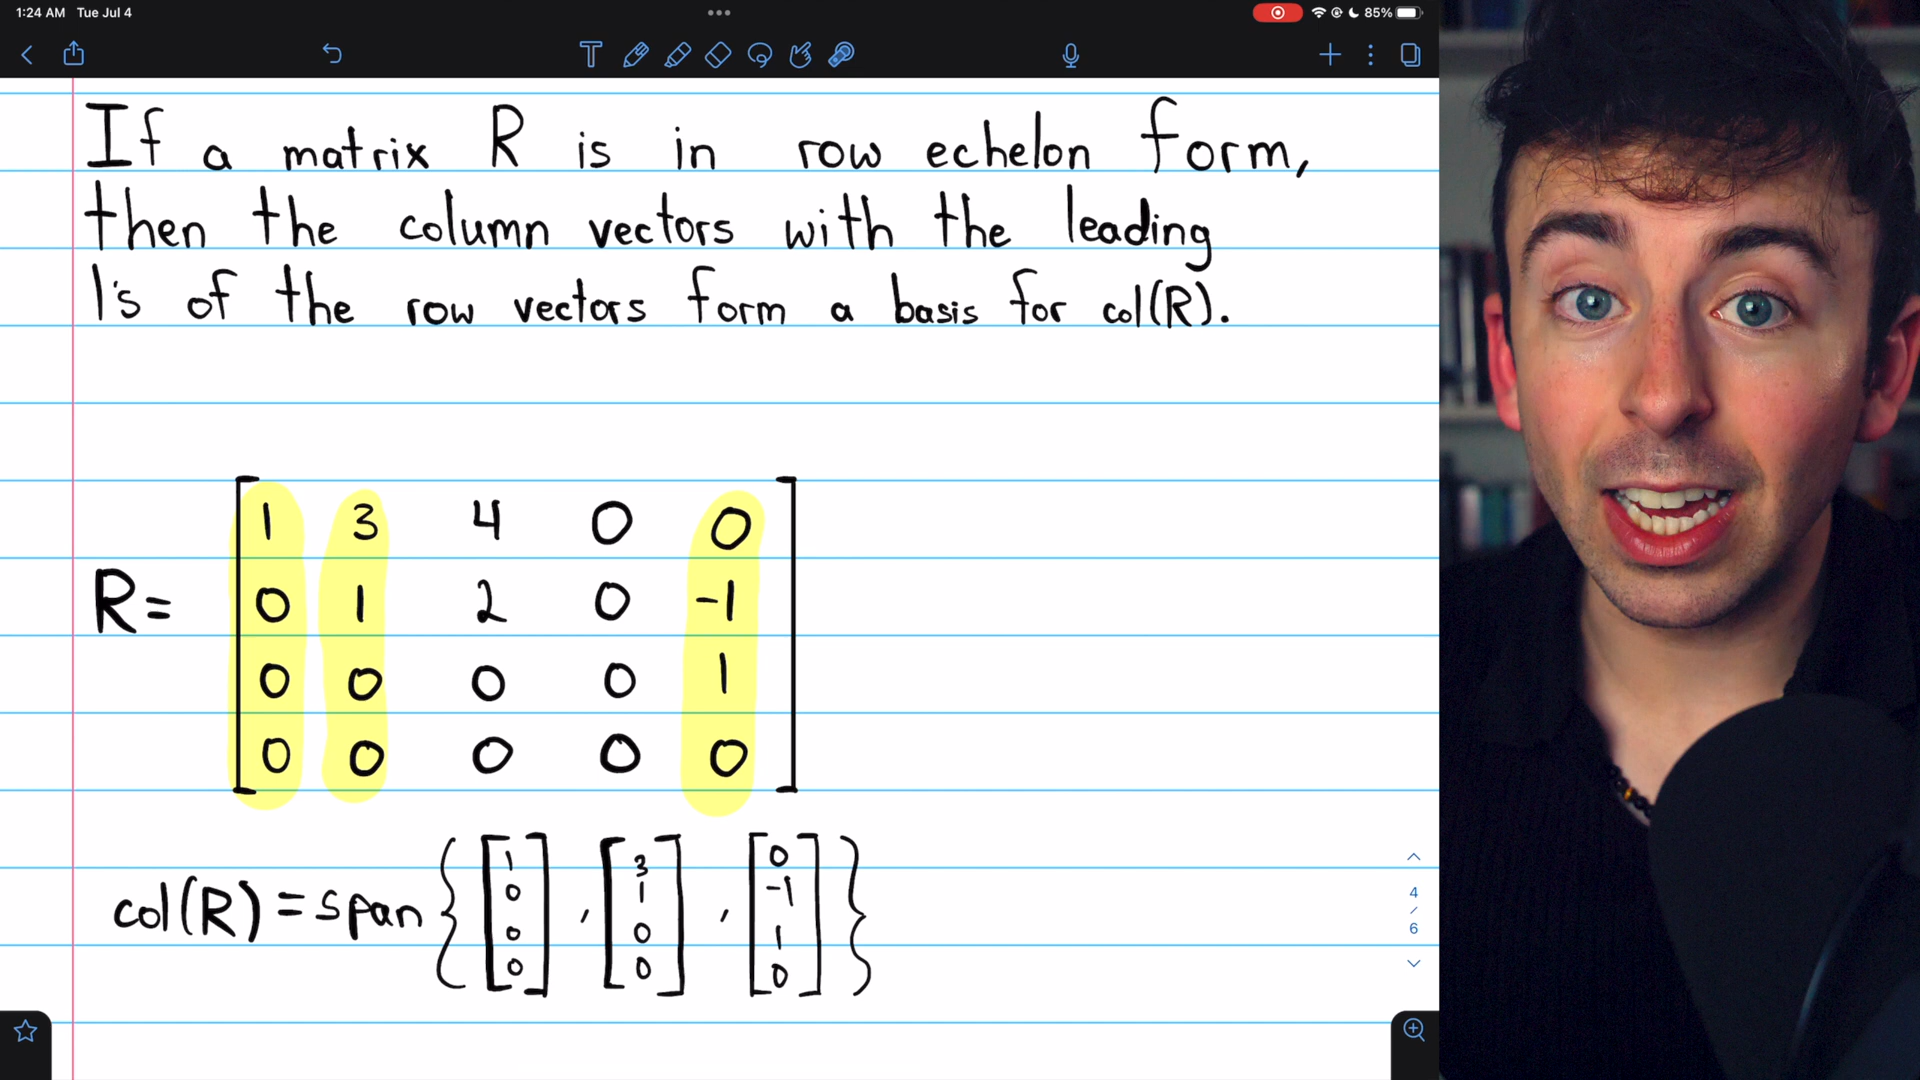 1:24 AM Tue Jul 4
85%
If a matrix R is in row echelon form,
then the column vectors with the leading
1's of the row vectors form a basis for col(R).
1 3 4 0 0
R= 0 1 2 0 -1
0 0 0 0 1
0 0 0 0 0
col(R) = span { [1 0 0 0], [3 1 0 0], [0 -1 1 0] }
4
/
6